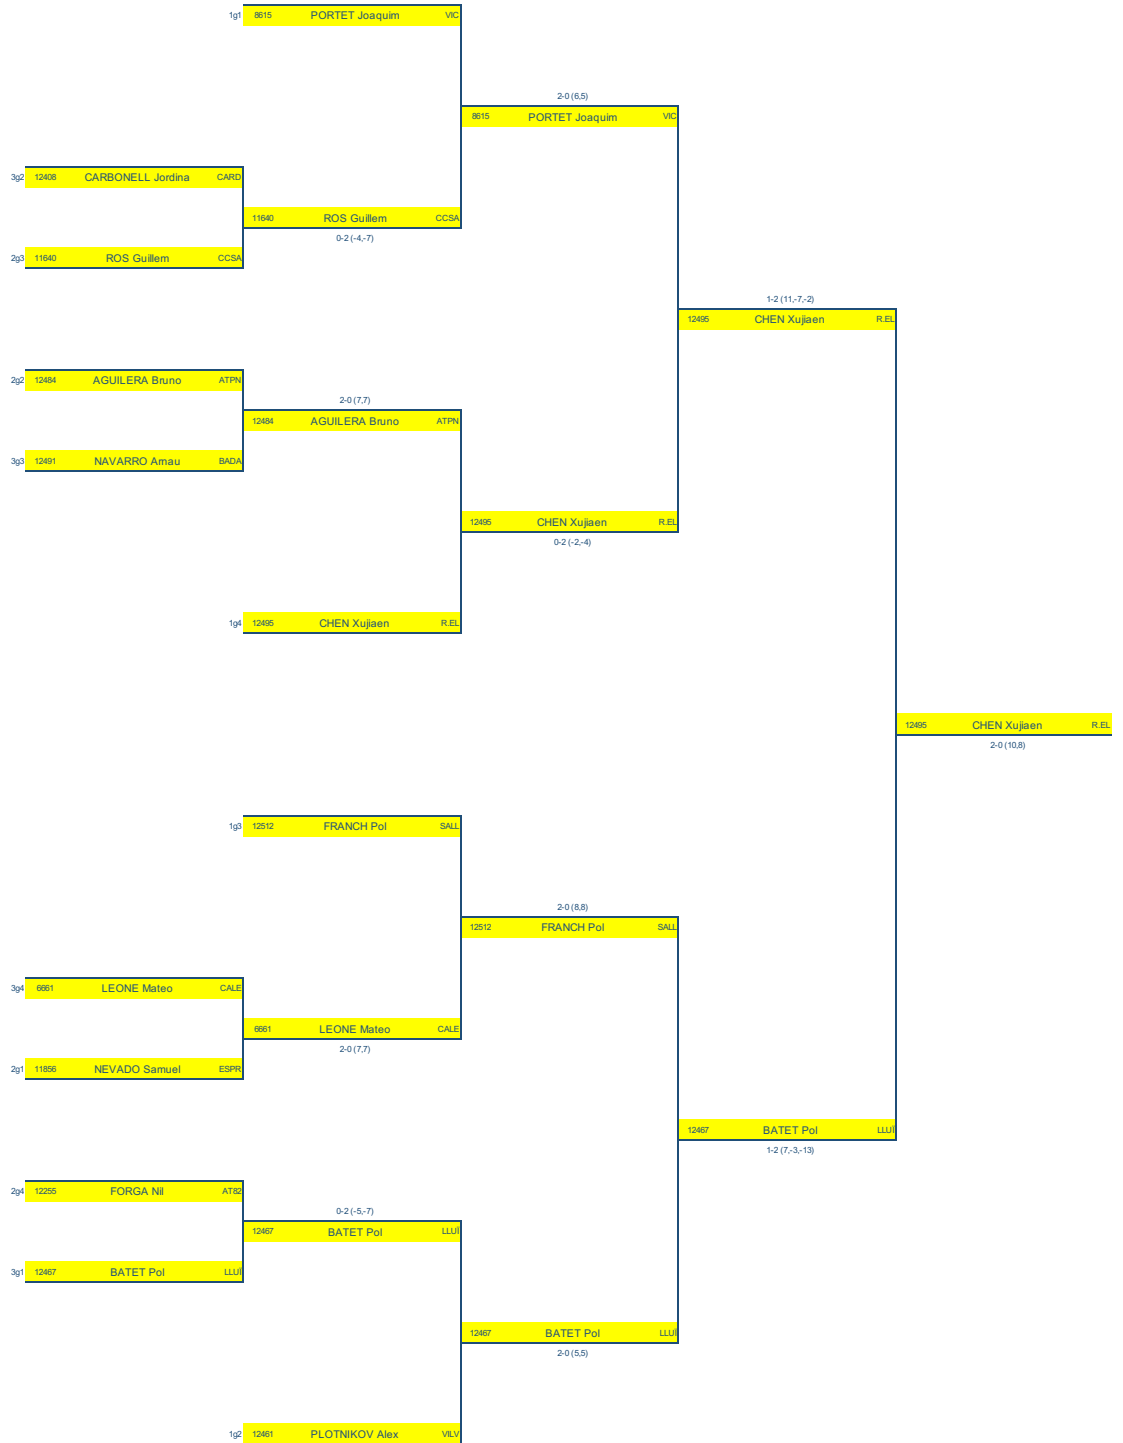 1g1 8615 PORTET Joaquim VIC
2-0 (6,5)
8615 PORTET Joaquim VIC
3g2 12408 CARBONELL Jordina CARD
11640 ROS Guillem CCSA
0-2 (-4,-7)
2g3 11640 ROS Guillem CCSA
1-2 (11,-7,-2)
12495 CHEN Xujiaen R.EL
2g2 12484 AGUILERA Bruno ATPN
2-0 (7,7)
12484 AGUILERA Bruno ATPN
3g3 12491 NAVARRO Arnau BADA
12495 CHEN Xujiaen R.EL
0-2 (-2,-4)
1g4 12495 CHEN Xujiaen R.EL
12495 CHEN Xujiaen R.EL
2-0 (10,8)
1g3 12512 FRANCH Pol SALL
2-0 (8,8)
12512 FRANCH Pol SALL
3g4 6661 LEONE Mateo CALE
6661 LEONE Mateo CALE
2-0 (7,7)
2g1 11856 NEVADO Samuel ESPR
12467 BATET Pol LLUÏ
1-2 (7,-3,-13)
2g4 12255 FORGA Nil AT82
0-2 (-5,-7)
12467 BATET Pol LLUÏ
3g1 12467 BATET Pol LLUÏ
12467 BATET Pol LLUÏ
2-0 (5,5)
1g2 12461 PLOTNIKOV Alex VILV